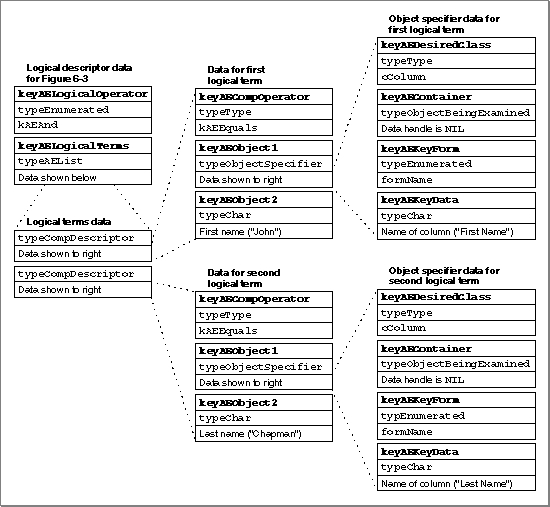 Logical descriptor data
for Figure 6-3
keyAELogicalOperator
typeEnumerated
kAEAnd
keyAELogicalTerms
typeAEList
Data shown below
Logical terms data
typeCompDescriptor
Data shown to right
typeCompDescriptor
Data shown to right
Data for first
logical term
keyAECompOperator
typeType
kAEEquals
keyAEObject1
typeObjectSpecifier
Data shown to right
keyAEObject2
typeChar
First name ("John")
Data for second
logical term
keyAECompOperator
typeType
kAEEquals
keyAEObject1
typeObjectSpecifier
Data shown to right
keyAEObject2
typeChar
Last name ("Chapman")
Object specifier data for
first logical term
keyAEDesiredClass
typeType
cColumn
keyAEContainer
typeObjectBeingExamined
Data handle is NIL
keyAEKeyForm
typeEnumerated
formName
keyAEKeyData
typeChar
Name of column ("First Name")
Object specifier data for
second logical term
keyAEDesiredClass
typeType
cColumn
keyAEContainer
typeObjectBeingExamined
Data handle is NIL
keyAEKeyForm
typEnumerated
formName
keyAEKeyData
typeChar
Name of column ("Last Name")